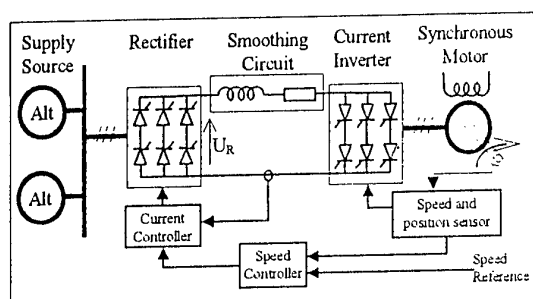 Supply
Source
Rectifier
Smoothing
Circuit
Current
Inverter
Synchronous
Motor
Alt
Alt
U_R
Current
Controller
Speed
Controller
Speed and
position sensor
Speed
Reference